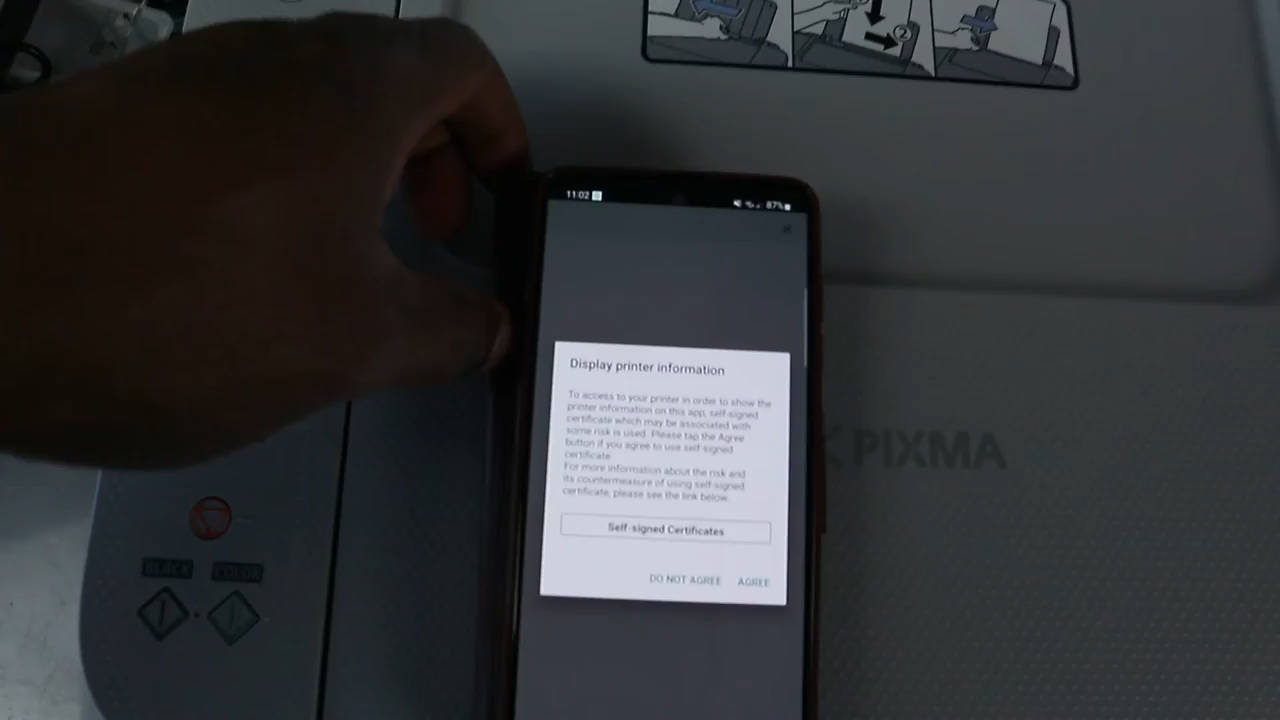 ②
11:02
87%
Display printer information
To access to your printer in order to show the
printer information on this app, self-signed
certificate which may be associated with
some risk is used. Please tap the Agree
button if you agree to use self-signed
certificate.
For more information about the risk and
its countermeasure of using self-signed
certificate, please see the link below.
Self-signed Certificates
DO NOT AGREE AGREE
PIXMA
BLACK COLOR